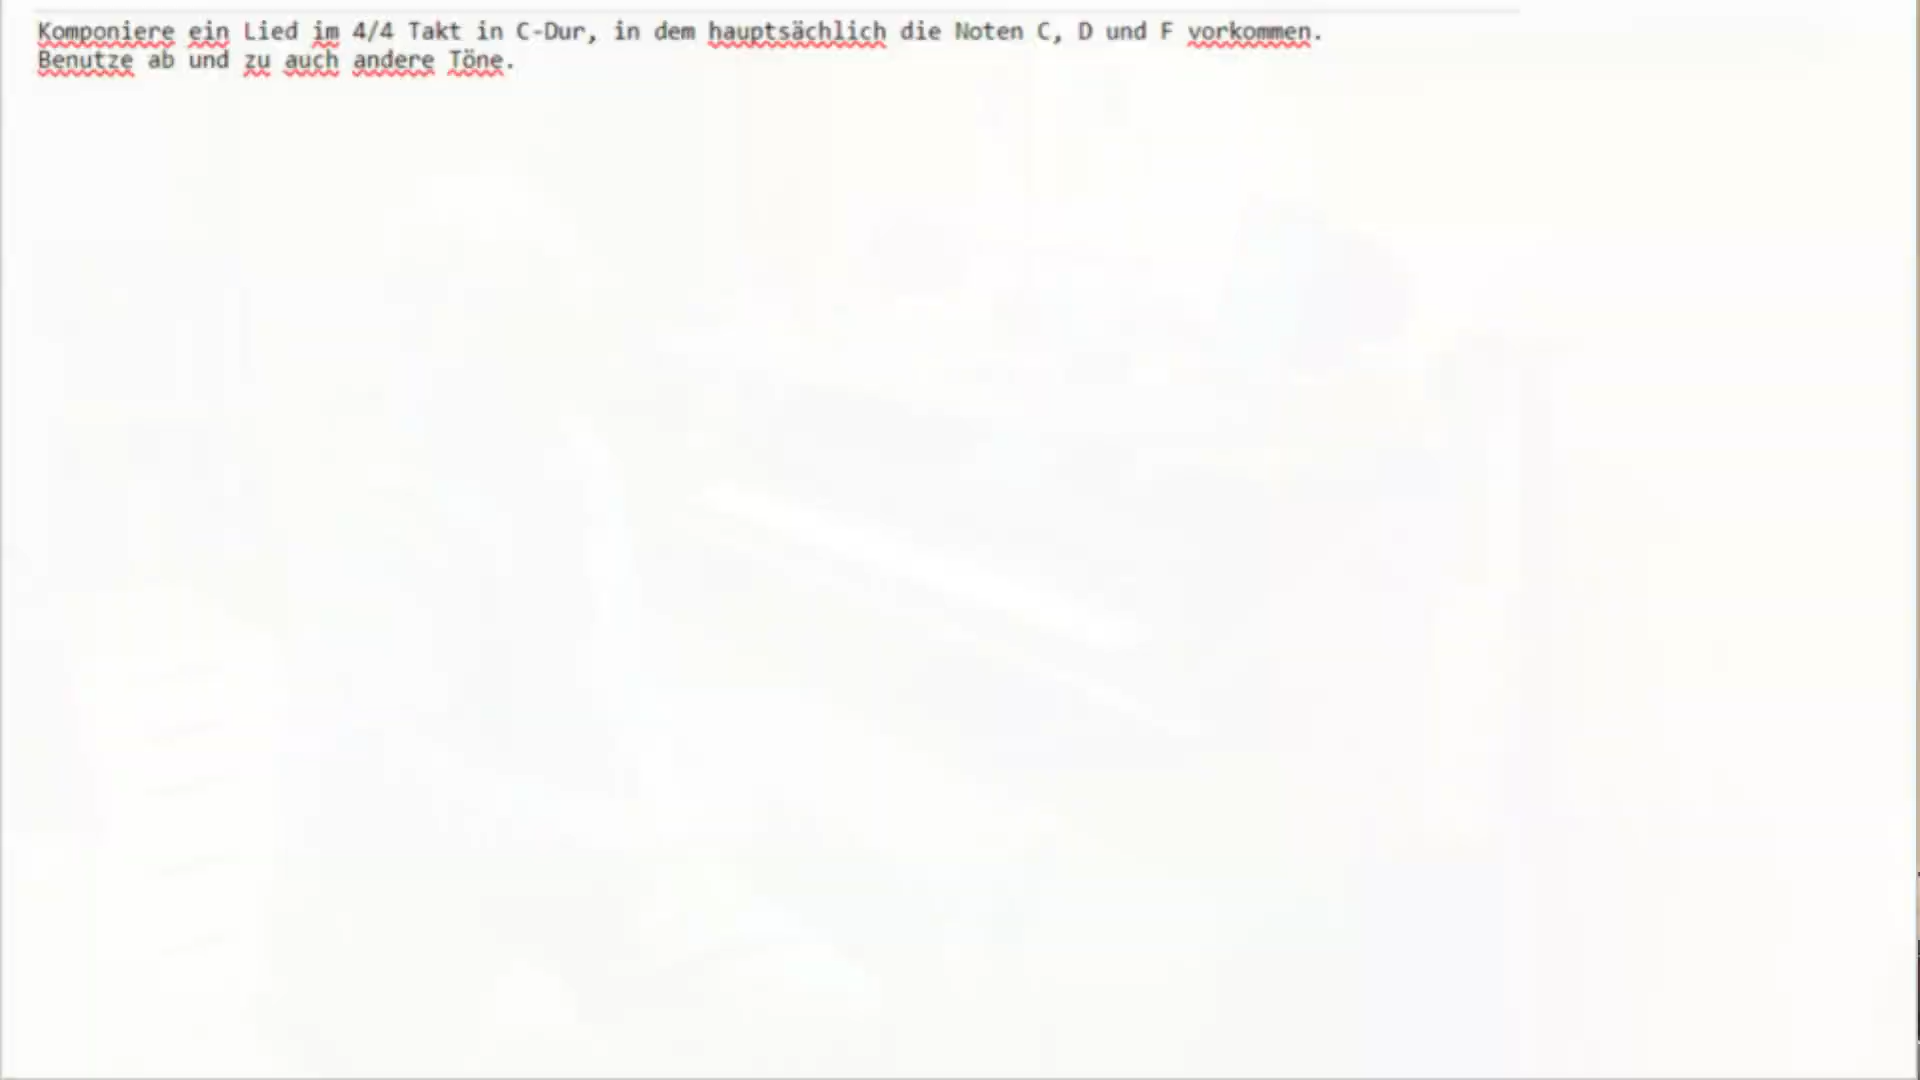 Komponiere ein Lied im 4/4 Takt in C-Dur, in dem hauptsächlich die Noten C, D und F vorkommen.
Benutze ab und zu auch andere Töne.